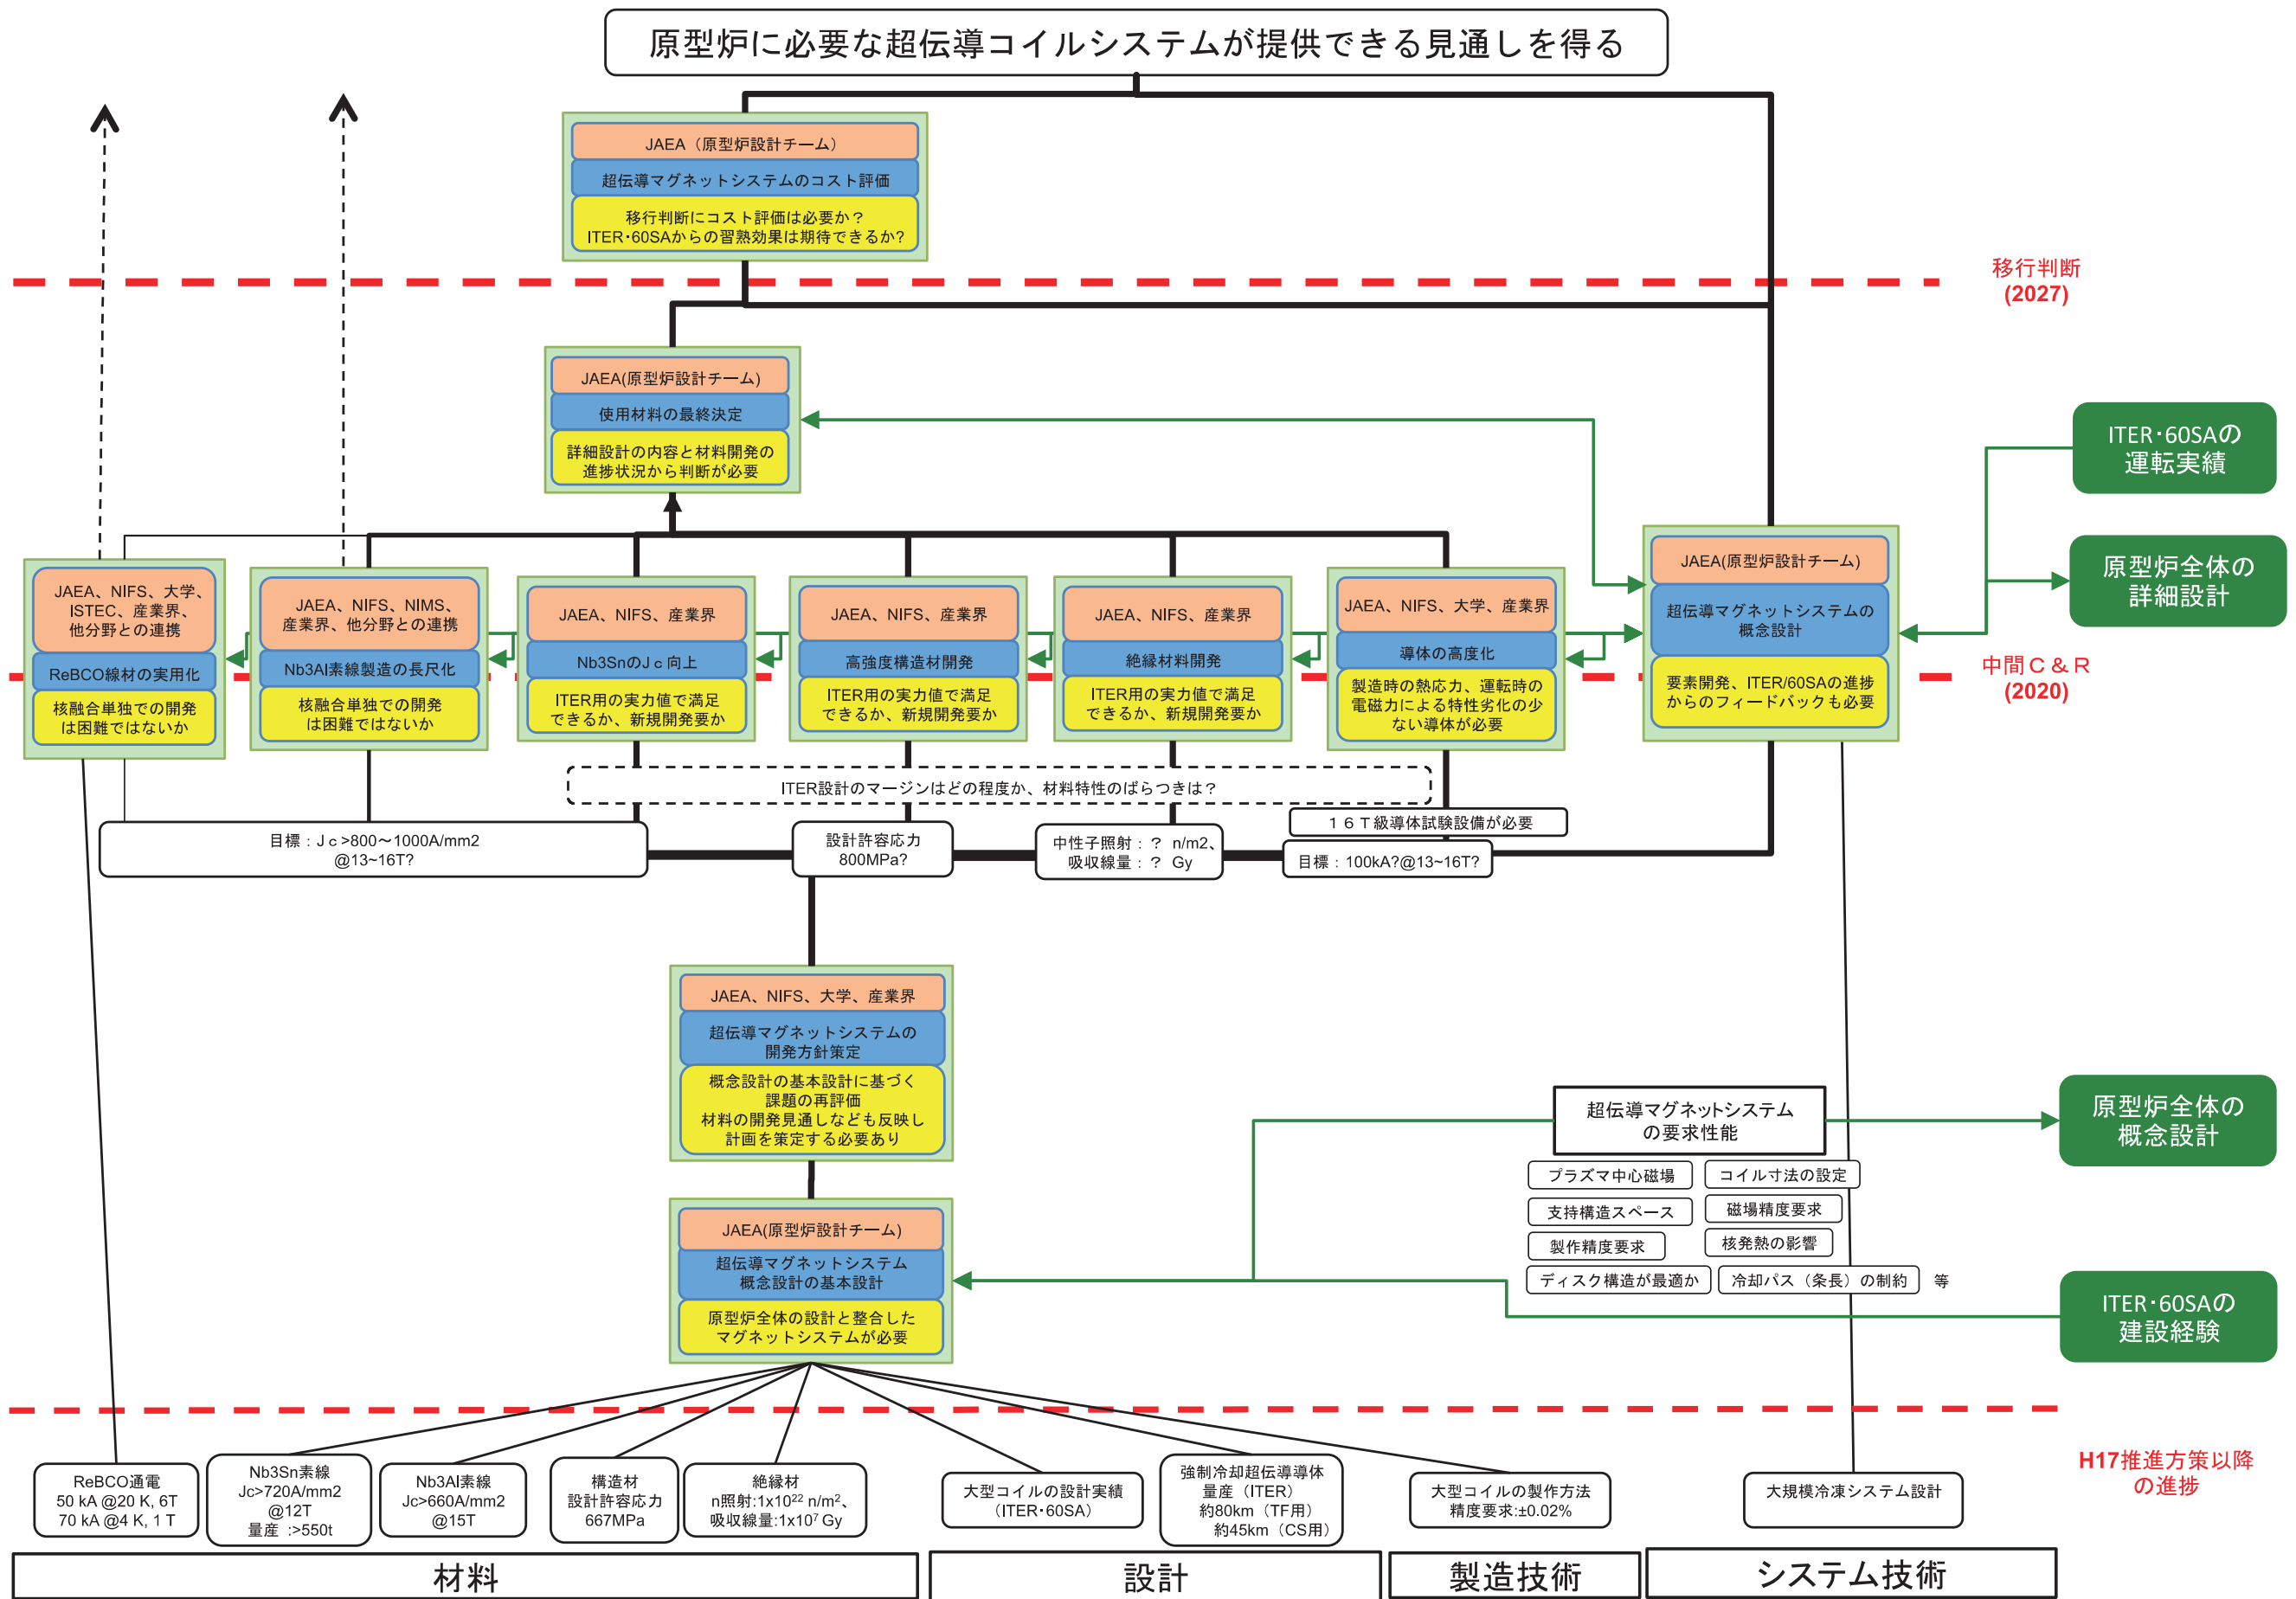 原型炉に必要な超伝導コイルシステムが提供できる見通しを得る
JAEA（原型炉設計チーム）
超伝導マグネットシステムのコスト評価
移行判断にコスト評価は必要か？
ITER･60SAからの習熟効果は期待できるか?
移行判断
(2027)
JAEA(原型炉設計チーム)
使用材料の最終決定
詳細設計の内容と材料開発の
進捗状況から判断が必要
ITER･60SAの
運転実績
原型炉全体の
詳細設計
JAEA、NIFS、大学、
ISTEC、産業界、
他分野との連携
ReBCO線材の実用化
核融合単独での開発
は困難ではないか
JAEA、NIFS、NIMS、
産業界、他分野との連携
Nb3Al素線製造の長尺化
核融合単独での開発
は困難ではないか
JAEA、NIFS、産業界
Nb3SnのJｃ向上
ITER用の実力値で満足
できるか、新規開発要か
JAEA、NIFS、産業界
高強度構造材開発
ITER用の実力値で満足
できるか、新規開発要か
JAEA、NIFS、産業界
絶縁材料開発
ITER用の実力値で満足
できるか、新規開発要か
JAEA、NIFS、大学、産業界
導体の高度化
製造時の熱応力、運転時の
電磁力による特性劣化の少
ない導体が必要
JAEA(原型炉設計チーム)
超伝導マグネットシステムの
概念設計
要素開発、ITER/60SAの進捗
からのフィードバックも必要
中間Ｃ＆Ｒ
(2020)
ITER設計のマージンはどの程度か、材料特性のばらつきは？
１６Ｔ級導体試験設備が必要
目標：Jｃ>800～1000A/mm2
@13~16T?
設計許容応力
800MPa?
中性子照射：？ n/m2、
吸収線量：？ Gy
目標：100kA?@13~16T?
JAEA、NIFS、大学、産業界
超伝導マグネットシステムの
開発方針策定
概念設計の基本設計に基づく
課題の再評価
材料の開発見通しなども反映し
計画を策定する必要あり
超伝導マグネットシステム
の要求性能
プラズマ中心磁場
コイル寸法の設定
支持構造スペース
磁場精度要求
製作精度要求
核発熱の影響
ディスク構造が最適か
冷却パス（条長）の制約
等
原型炉全体の
概念設計
JAEA(原型炉設計チーム)
超伝導マグネットシステム
概念設計の基本設計
原型炉全体の設計と整合した
マグネットシステムが必要
ITER･60SAの
建設経験
H17推進方策以降
の進捗
ReBCO通電
50 kA @20 K, 6T
70 kA @4 K, 1 T
Nb3Sn素線
Jc>720A/mm2
@12T
量産 :>550t
Nb3Al素線
Jc>660A/mm2
@15T
構造材
設計許容応力
667MPa
絶縁材
n照射:1x10²² n/m²、
吸収線量:1x10⁷ Gy
大型コイルの設計実績
（ITER･60SA）
強制冷却超伝導導体
量産（ITER）
約80km（TF用）
約45km（CS用）
大型コイルの製作方法
精度要求:±0.02%
大規模冷凍システム設計
材料
設計
製造技術
システム技術